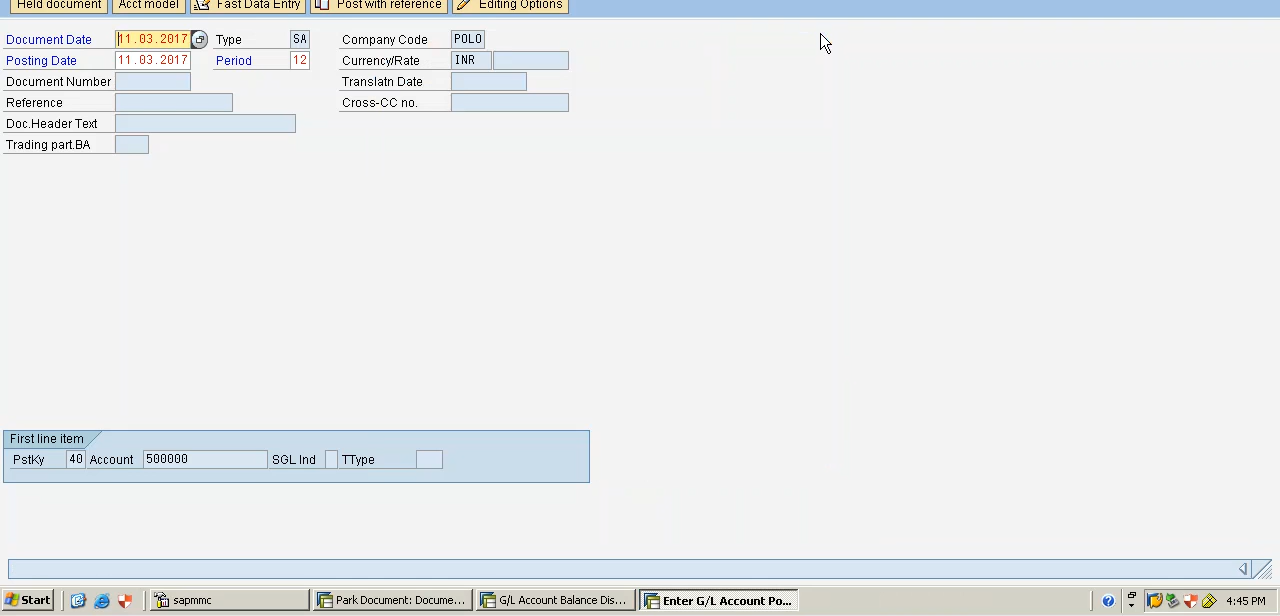 Held document Acct model Fast Data Entry Post with reference Editing Options
Document Date 11.03.2017 Type SA Company Code POLO
Posting Date 11.03.2017 Period 12 Currency/Rate INR
Document Number Translatn Date
Reference Cross-CC no.
Doc.Header Text
Trading part.BA
First line item
PstKy 40 Account 500000 SGL Ind TType
Start sapmmc Park Document: Docume... G/L Account Balance Dis... Enter G/L Account Po... 4:45 PM